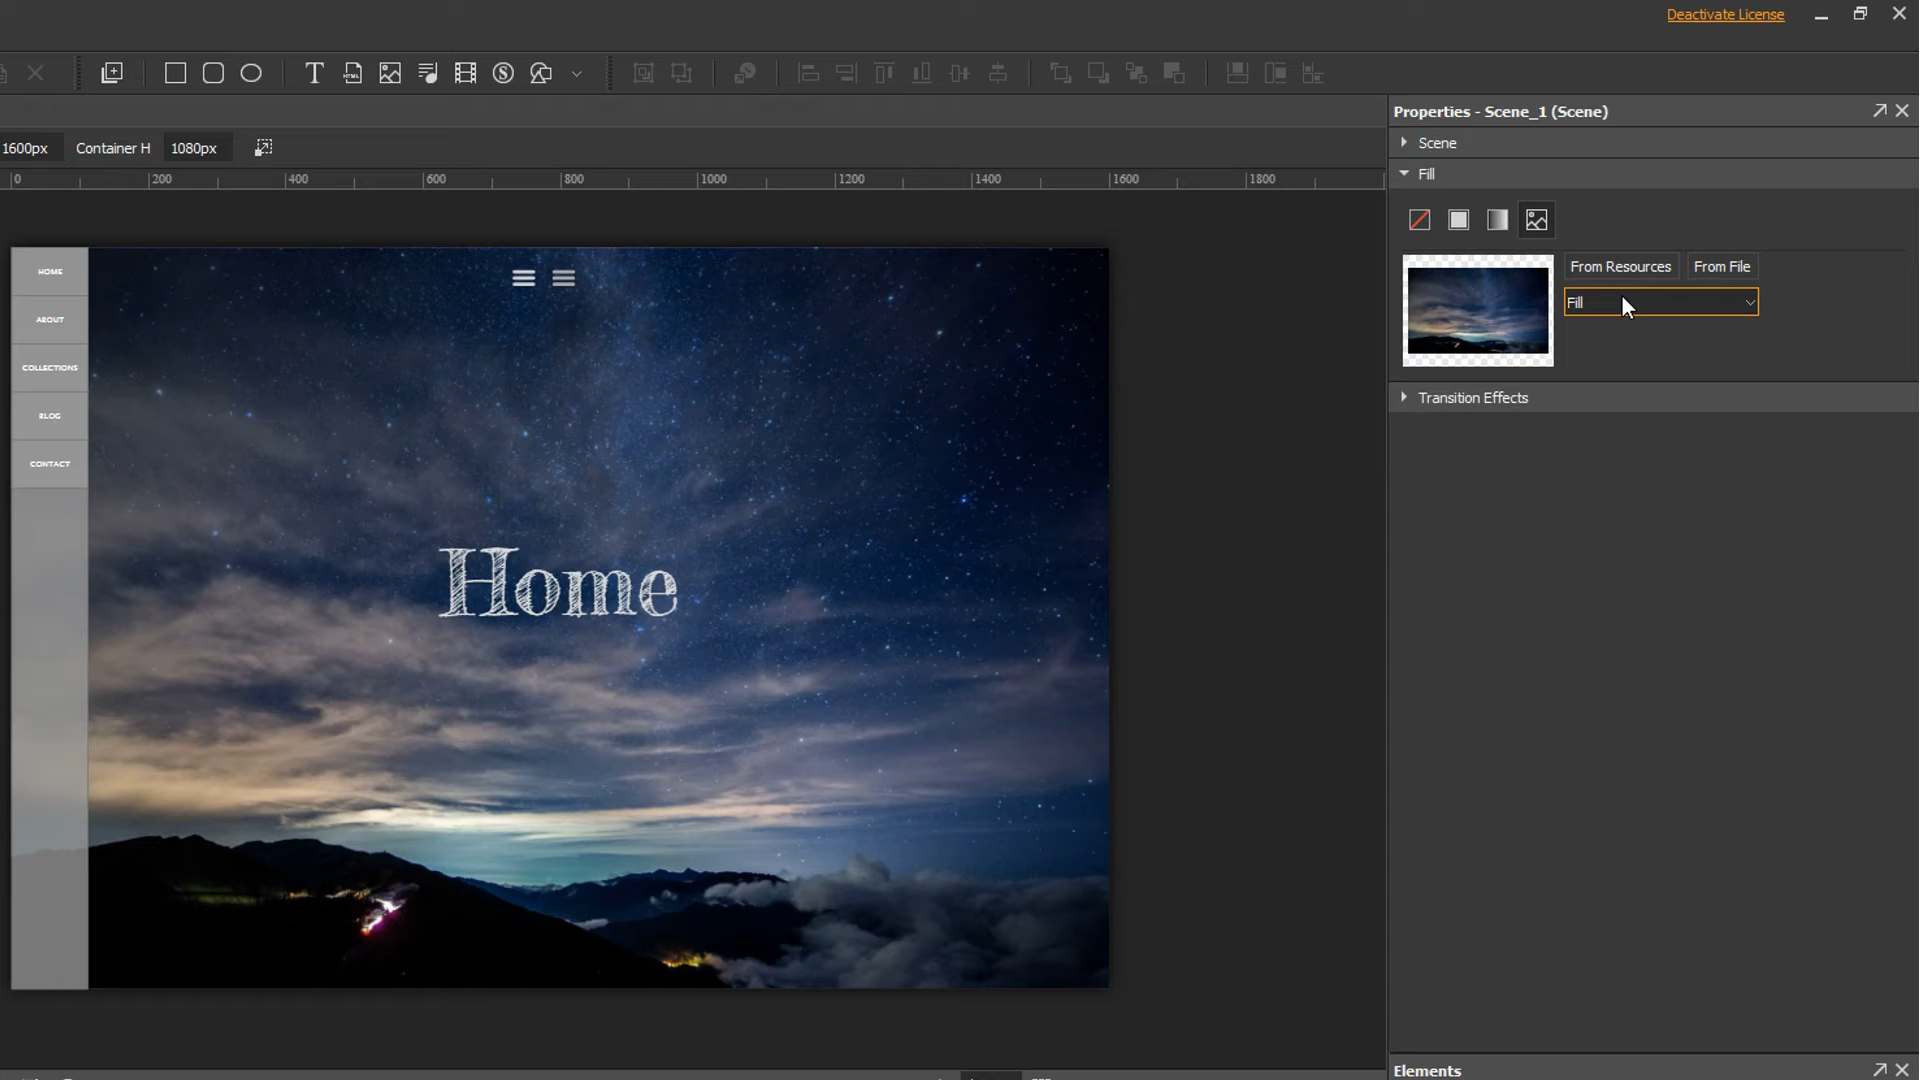 Deactivate License
T
HTML
S
S
Properties - Scene_1 (Scene)
Scene
1600px Container H 1080px
0 200 400 600 800 1000 1200 1400 1600 1800
Fill
From Resources From File
Fill
Transition Effects
HOME
ABOUT
COLLECTIONS
BLOG
CONTACT
Home
Elements